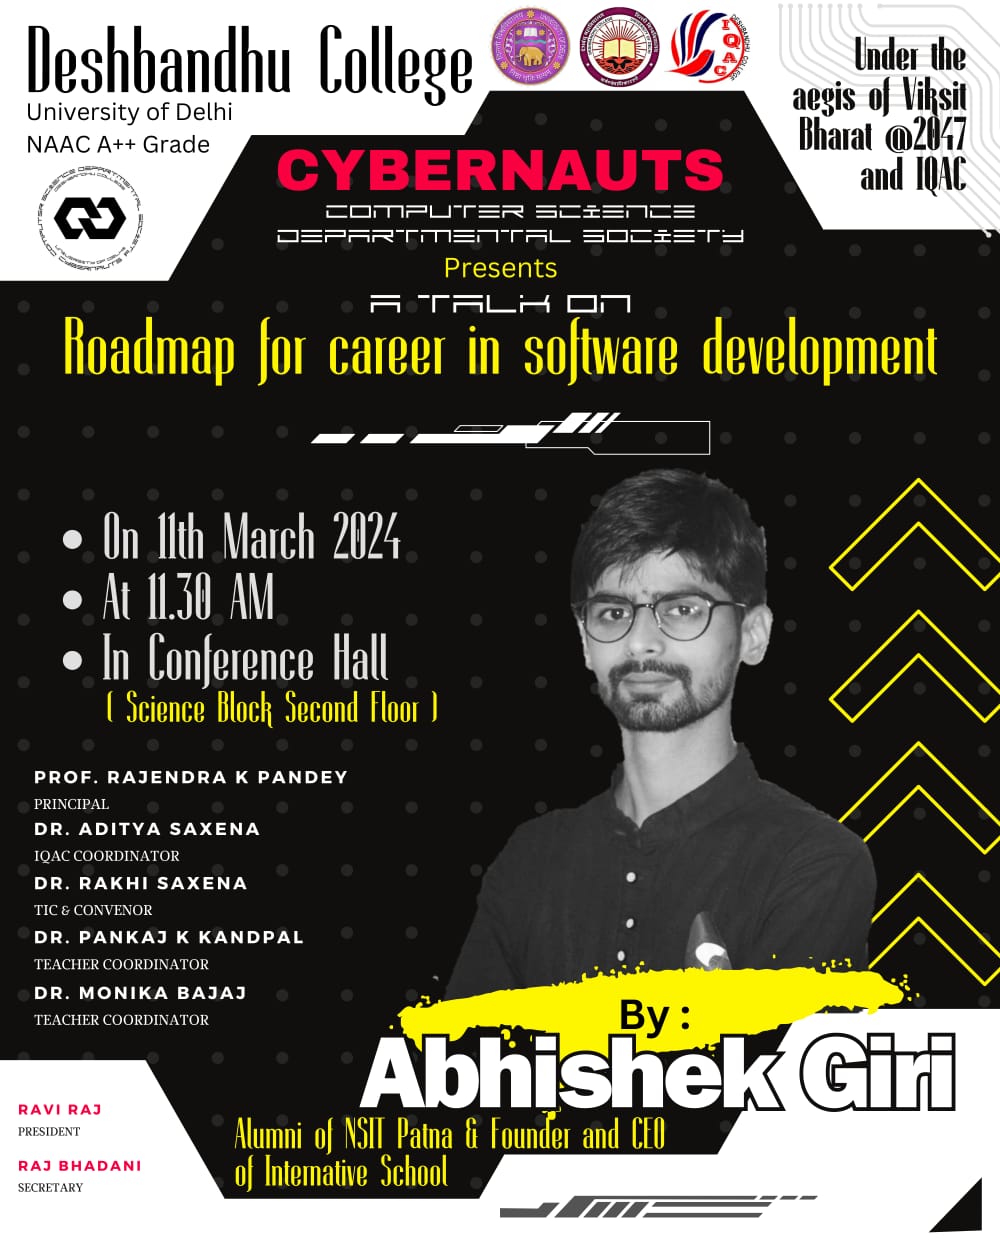 Deshbandhu College
University of Delhi
NAAC A++ Grade
Under the
aegis of Viksit
Bharat @2047
and IQAC
CYBERNAUTS
COMPUTER SCIENCE
DEPARTMENTAL SOCIETY
Presents
A TALK ON
Roadmap for career in software development
On 11th March 2024
At 11.30 AM
In Conference Hall
( Science Block Second Floor )
PROF. RAJENDRA K PANDEY
PRINCIPAL
DR. ADITYA SAXENA
IQAC COORDINATOR
DR. RAKHI SAXENA
TIC & CONVENOR
DR. PANKAJ K KANDPAL
TEACHER COORDINATOR
DR. MONIKA BAJAJ
TEACHER COORDINATOR
By :
Abhishek Giri
Alumni of NSIT Patna & Founder and CEO
of Internative School
RAVI RAJ
PRESIDENT
RAJ BHADANI
SECRETARY